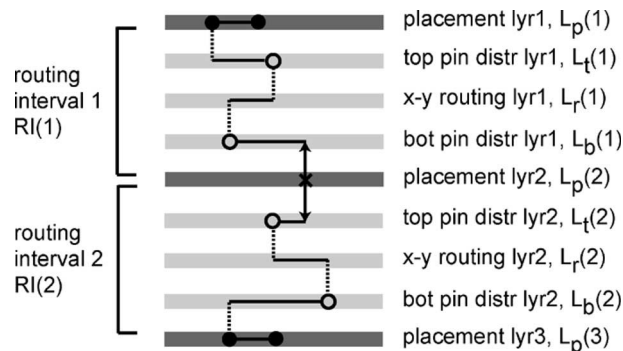 placement lyr1, Lp(1)
top pin distr lyr1, Lt(1)
routing
interval 1
RI(1)
x-y routing lyr1, Lr(1)
bot pin distr lyr1, Lb(1)
placement lyr2, Lp(2)
top pin distr lyr2, Lt(2)
routing
interval 2
RI(2)
x-y routing lyr2, Lr(2)
bot pin distr lyr2, Lb(2)
placement lyr3, Lp(3)